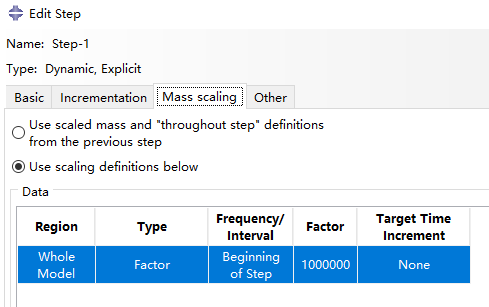 Edit Step
Name: Step-1
Type: Dynamic, Explicit
Basic Incrementation Mass scaling Other
Use scaled mass and "throughout step" definitions
from the previous step
Use scaling definitions below
Data
Region Type Frequency/ Interval Factor Target Time Increment
Whole Model Factor Beginning of Step 1000000 None